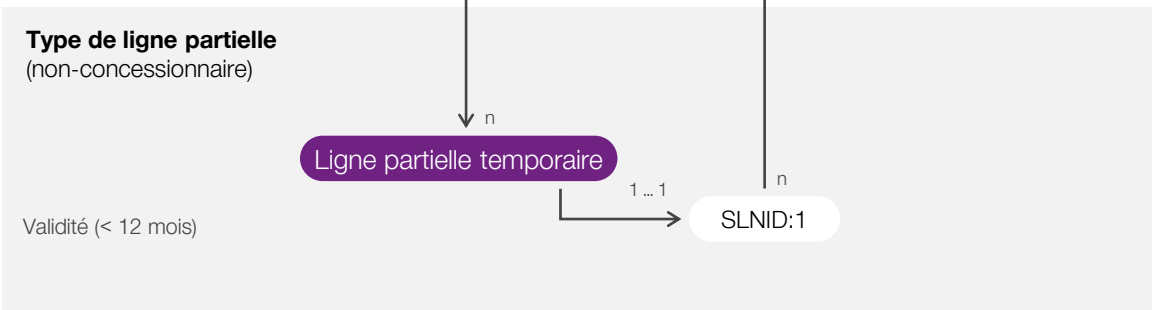 Type de ligne partielle
(non-concessionnaire)
n
Ligne partielle temporaire
1 ... 1
n
SLNID:1
Validité (< 12 mois)